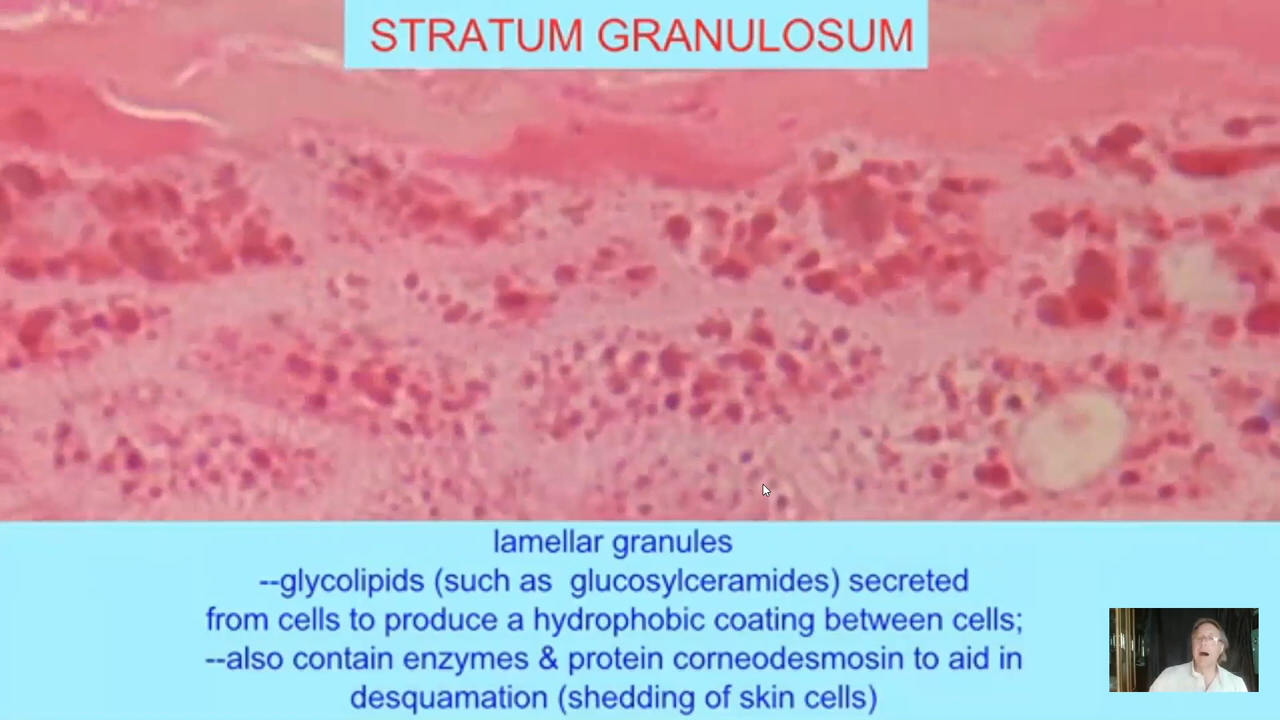 STRATUM GRANULOSUM
lamellar granules
--glycolipids (such as glucosylceramides) secreted
from cells to produce a hydrophobic coating between cells;
--also contain enzymes & protein corneodesmosin to aid in
desquamation (shedding of skin cells)